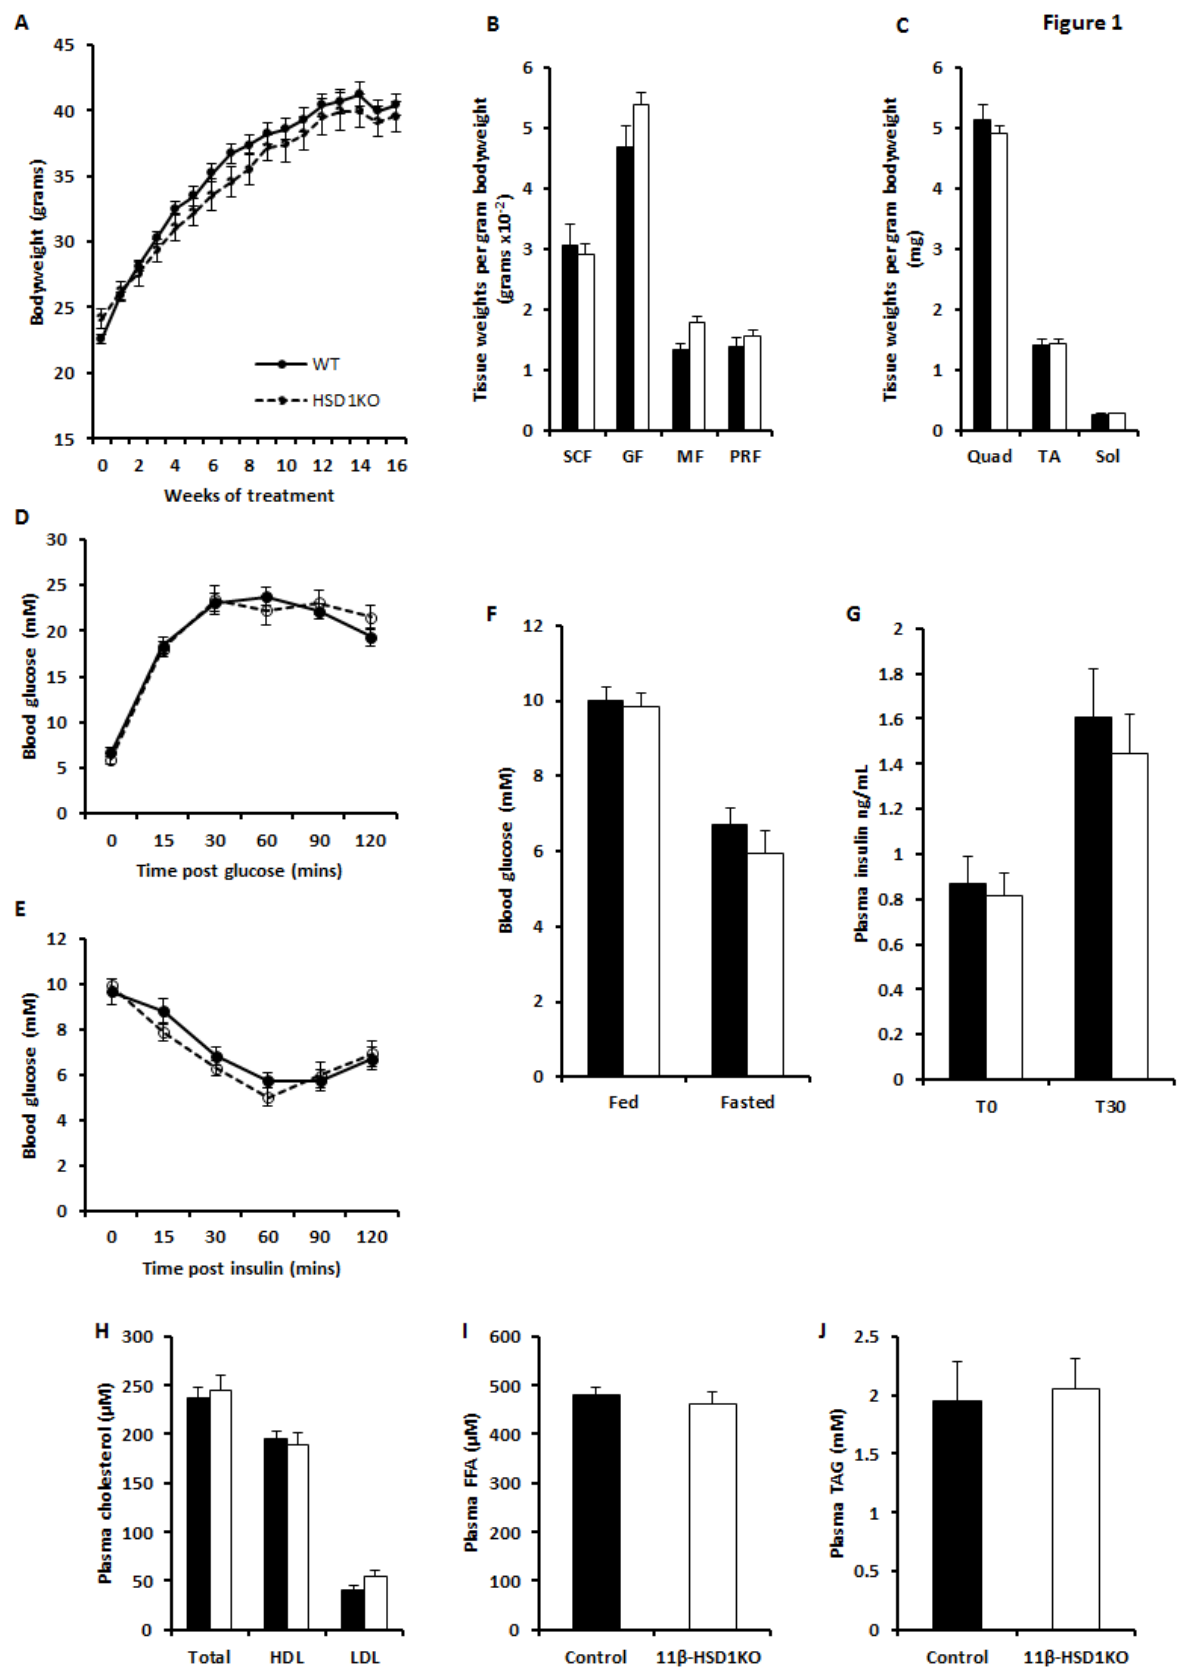 Figure 1
A
45
40
35
30
25
20
15
Bodyweight (grams)
WT
HSD1KO
0 2 4 6 8 10 12 14 16
Weeks of treatment
B
6
5
4
3
2
1
0
Tissue weights per gram bodyweight
(grams x10-2)
SCF GF MF PRF
C
6
5
4
3
2
1
0
Tissue weights per gram bodyweight
(mg)
Quad TA Sol
D
30
25
20
15
10
5
0
Blood glucose (mM)
0 15 30 60 90 120
Time post glucose (mins)
E
12
10
8
6
4
2
0
Blood glucose (mM)
0 15 30 60 90 120
Time post insulin (mins)
F
12
10
8
6
4
2
0
Blood glucose (mM)
Fed Fasted
G
2
1.8
1.6
1.4
1.2
1
0.8
0.6
0.4
0.2
0
Plasma insulin ng/mL
T0 T30
H
300
250
200
150
100
50
0
Plasma cholesterol (µM)
Total HDL LDL
I
600
500
400
300
200
100
0
Plasma FFA (µM)
Control 11β-HSD1KO
J
2.5
2
1.5
1
0.5
0
Plasma TAG (mM)
Control 11β-HSD1KO